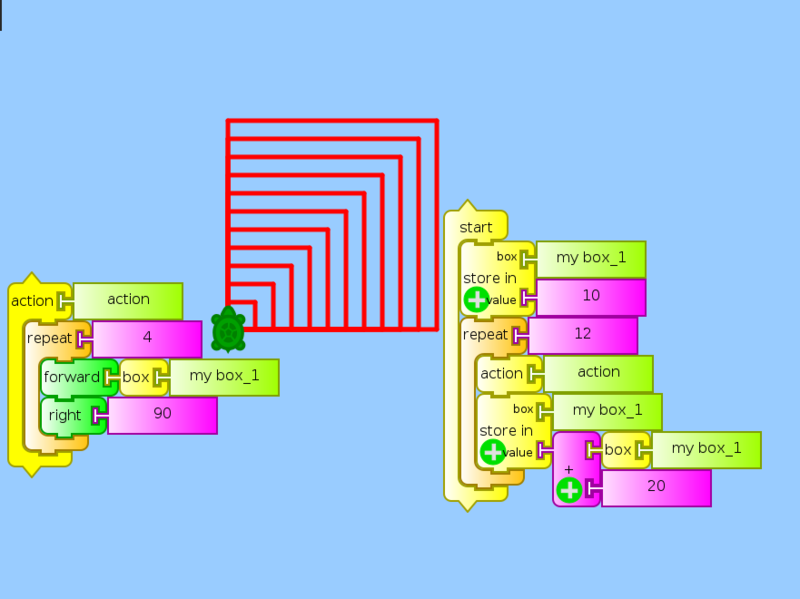 start
box my box_1
store in
value 10
repeat 12
action action
box my box_1
store in
value box my box_1
+
20
action action
repeat 4
forward box my box_1
right 90